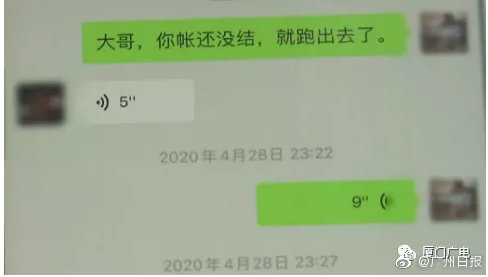 大哥，你帐还没结，就跑出去了。
5"
2020年4月28日 23:22
9"
2020年4月28日 23:27
厦门广电
@广州日报